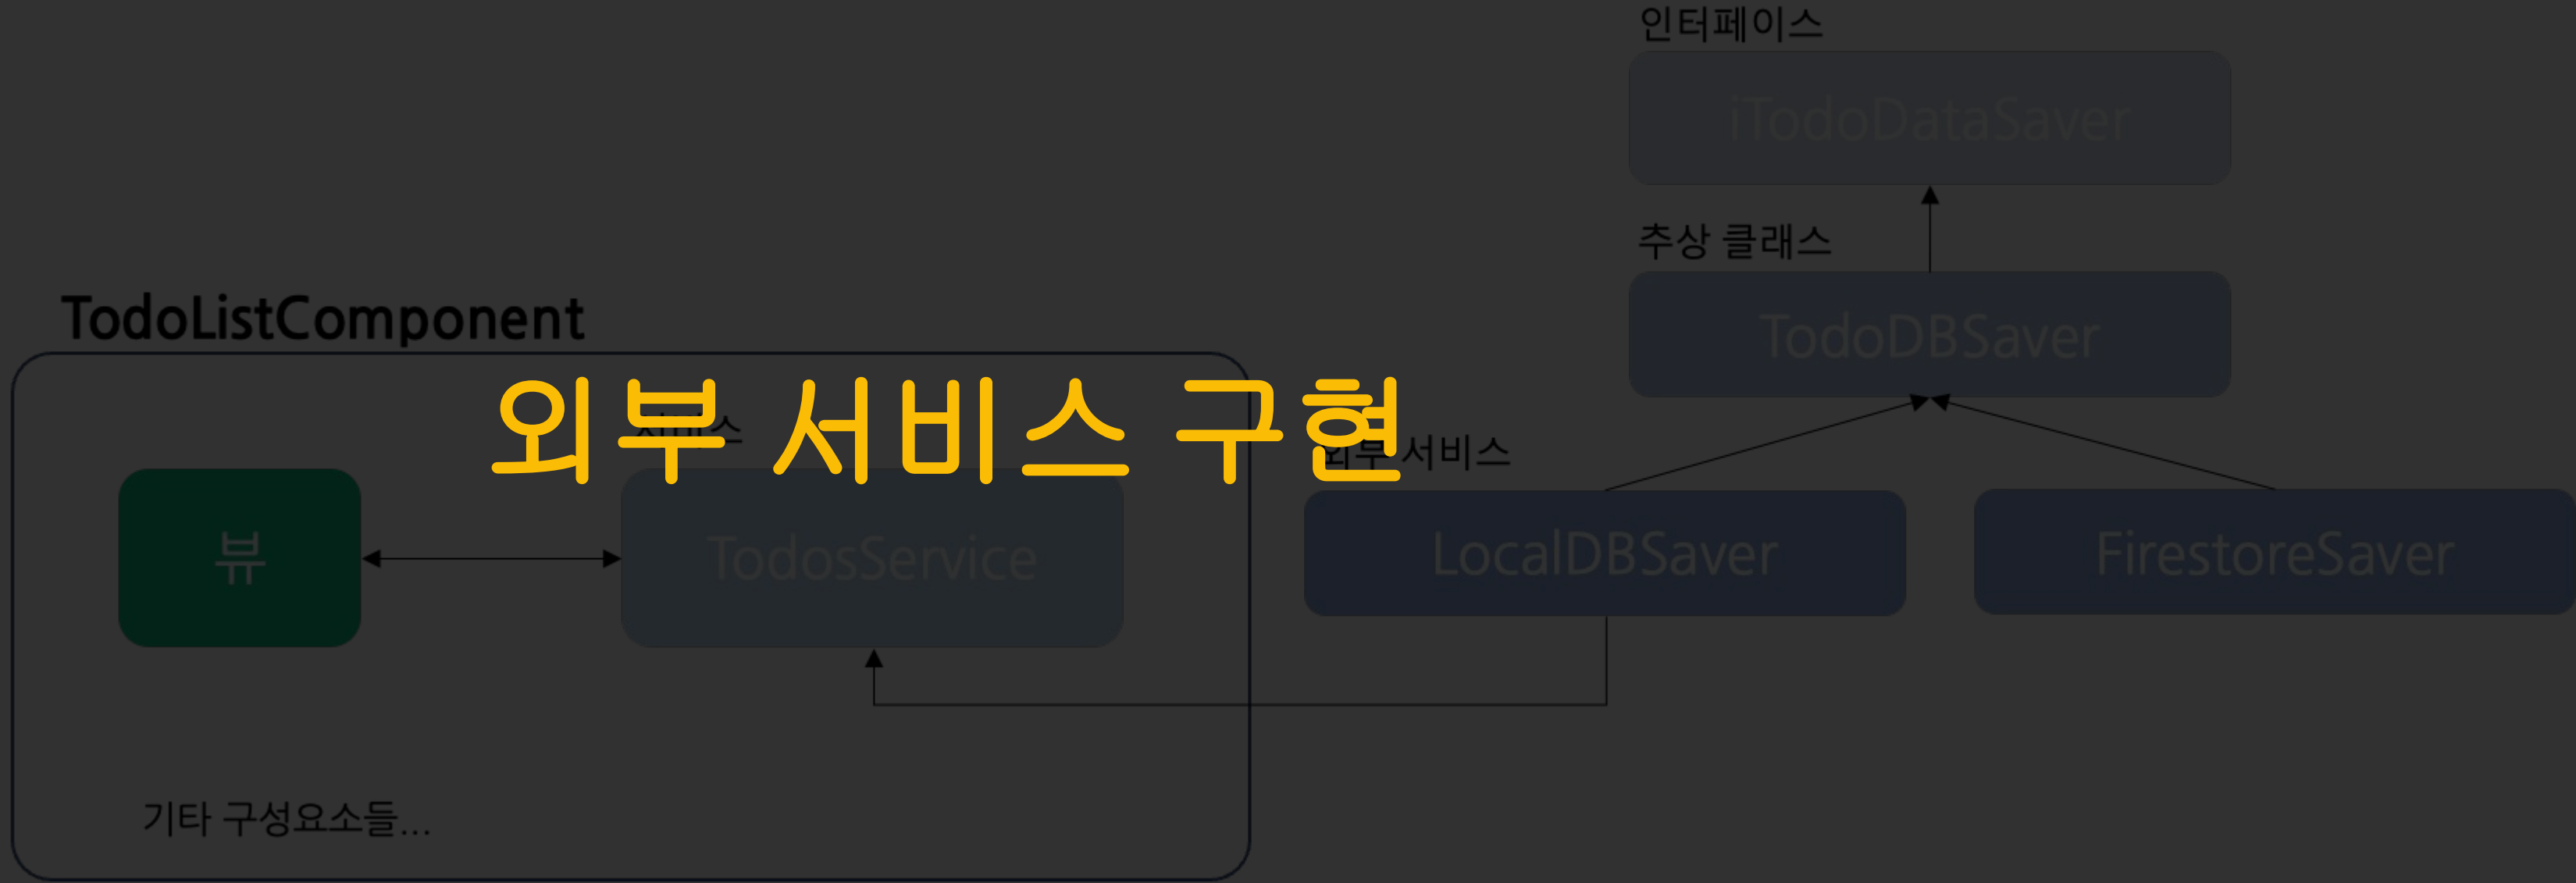 인터페이스
iTodoDataSaver
추상 클래스
TodoDBSaver
TodoListComponent
외부 서비스 구현
서비스
외부 서비스
뷰
TodosService
LocalDBSaver
FirestoreSaver
기타 구성요소들...